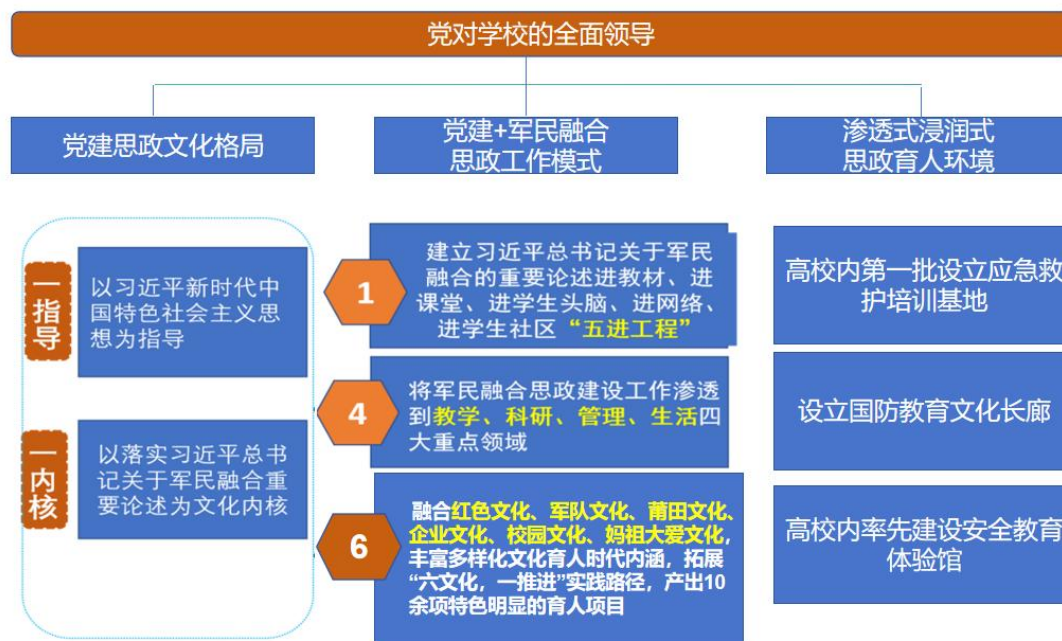 党对学校的全面领导
党建思政文化格局
党建+军民融合
思政工作模式
渗透式浸润式
思政育人环境
一指导
以习近平新时代中
国特色社会主义思
想为指导
一内核
以落实习近平总书
记关于军民融合重
要论述为文化内核
1
建立习近平总书记关于军民
融合的重要论述进教材、进
课堂、进学生头脑、进网络、
进学生社区“五进工程”
4
将军民融合思政建设工作渗透
到教学、科研、管理、生活四
大重点领域
6
融合红色文化、军队文化、莆田文化、
企业文化、校园文化、妈祖大爱文化，
丰富多样化文化育人时代内涵，拓展
“六文化，一推进”实践路径，产出10
余项特色明显的育人项目
高校内第一批设立应急救
护培训基地
设立国防教育文化长廊
高校内率先建设安全教育
体验馆